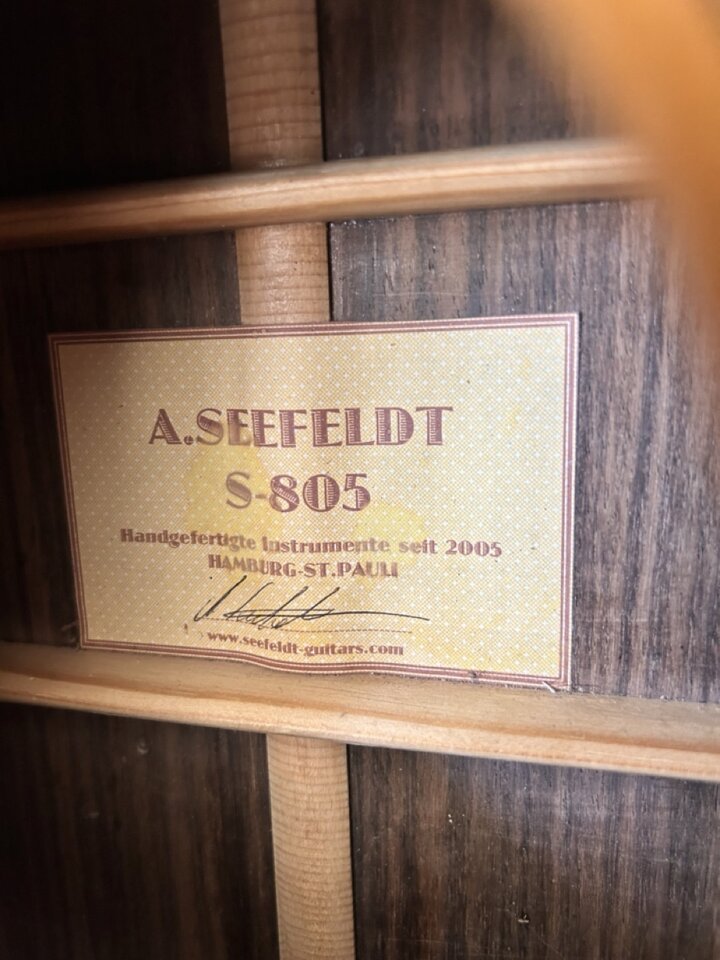 A.SEEFELDT
S-805
Handgefertigte Instrumente seit 2005
HAMBURG-ST.PAULI
www.seefeldt-guitars.com